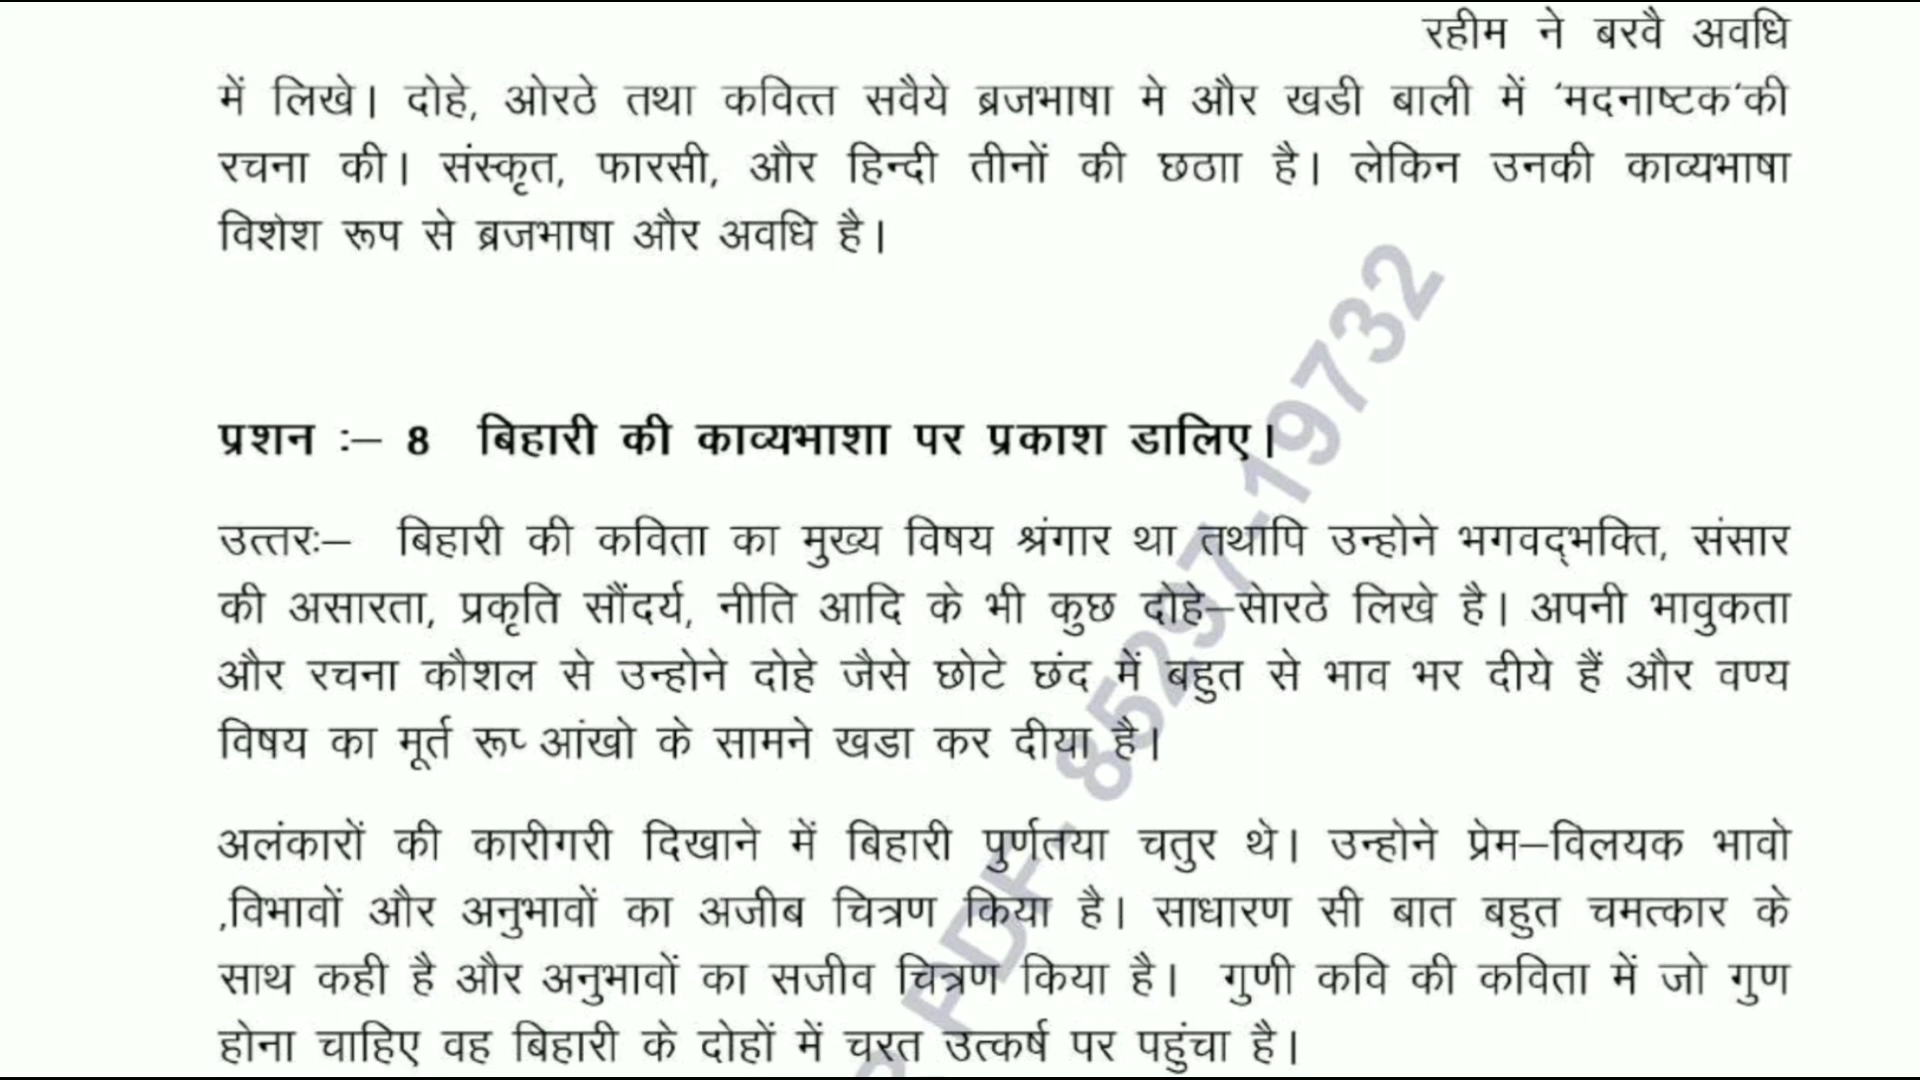 रहीम ने बरवै अवधि
में लिखे। दोहे, ओरठे तथा कवित्त सवैये ब्रजभाषा मे और खडी बाली में ‘मदनाष्टक’की
रचना की। संस्कृत, फारसी, और हिन्दी तीनों की छठाा है। लेकिन उनकी काव्यभाषा
विशेश रूप से ब्रजभाषा और अवधि है।
प्रशन :– 8 बिहारी की काव्यभाशा पर प्रकाश डालिए।
उत्तरः– बिहारी की कविता का मुख्य विषय श्रंगार था तथापि उन्होने भगवद्भक्ति, संसार
की असारता, प्रकृति सौंदर्य, नीति आदि के भी कुछ दोहे–सेारठे लिखे है। अपनी भावुकता
और रचना कौशल से उन्होने दोहे जैसे छोटे छंद में बहुत से भाव भर दीये हैं और वण्य
विषय का मूर्त रूप् आंखो के सामने खडा कर दीया है।
अलंकारों की कारीगरी दिखाने में बिहारी पुर्णतया चतुर थे। उन्होने प्रेम–विलयक भावो
,विभावों और अनुभावों का अजीब चित्रण किया है। साधारण सी बात बहुत चमत्कार के
साथ कही है और अनुभावों का सजीव चित्रण किया है। गुणी कवि की कविता में जो गुण
होना चाहिए वह बिहारी के दोहों में चरत उत्कर्ष पर पहुंचा है।
PDF- 85297-19732